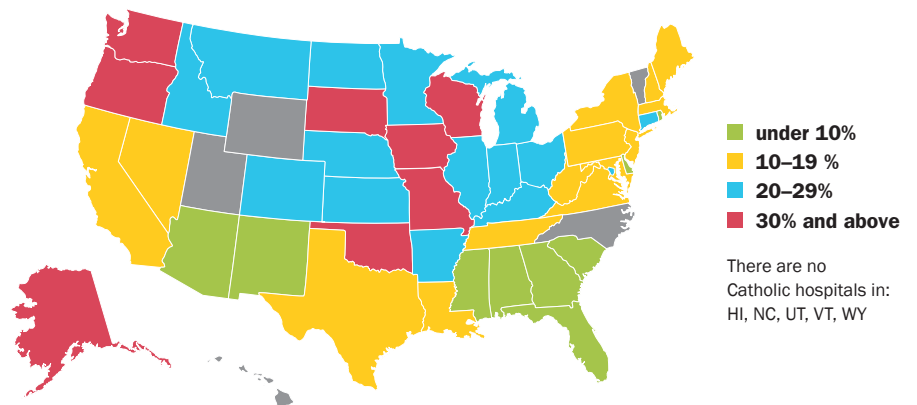 under 10%
10–19 %
20–29%
30% and above
There are no
Catholic hospitals in:
HI, NC, UT, VT, WY